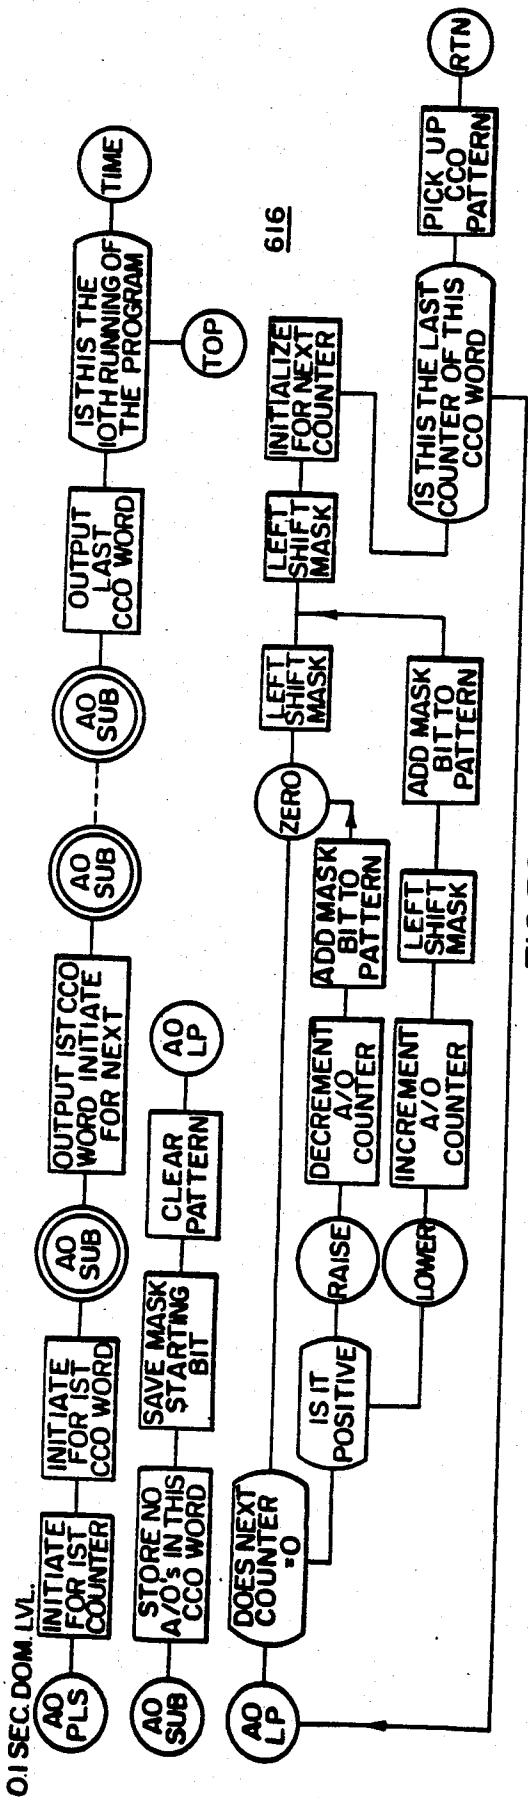 0.1 SEC. DOM. LVL.
AO
PLS
INITIATE
FOR 1ST
COUNTER
INITIATE
FOR 1ST
CCO WORD
AO
SUB
OUTPUT 1ST CCO
WORD INITIATE
FOR NEXT
AO
SUB
AO
SUB
OUTPUT
LAST
CCO WORD
IS THIS THE
10TH RUNNING OF
THE PROGRAM
TIME
TOP
AO
SUB
STORE NO
A/O's IN THIS
CCO WORD
SAVE MASK
STARTING
BIT
CLEAR
PATTERN
AO
LP
616
AO
LP
DOES NEXT
COUNTER
=0
IS IT
POSITIVE
RAISE
DECREMENT
A/O
COUNTER
ADD MASK
BIT TO
PATTERN
ZERO
LEFT
SHIFT
MASK
LEFT
SHIFT
MASK
INITIALIZE
FOR NEXT
COUNTER
LOWER
INCREMENT
A/O
COUNTER
LEFT
SHIFT
MASK
ADD MASK
BIT TO
PATTERN
IS THIS THE LAST
COUNTER OF THIS
CCO WORD
PICK UP
CCO
PATTERN
RTN